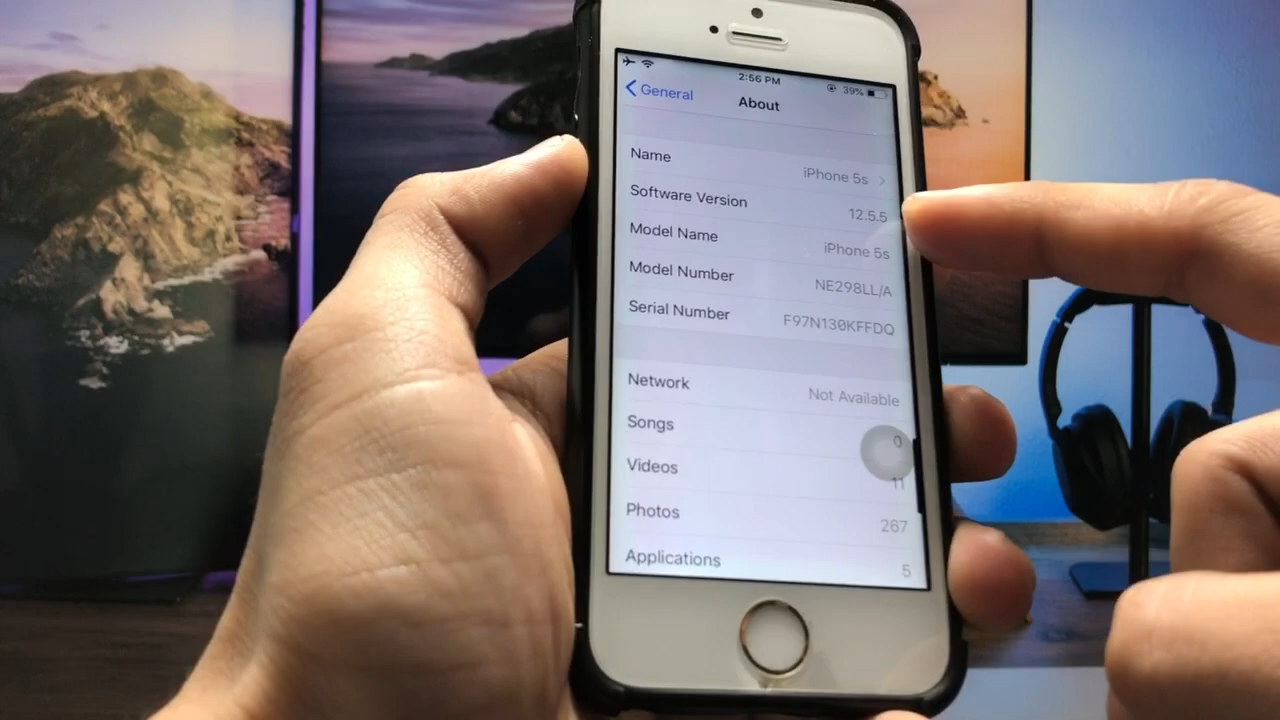 2:56 PM
39%
General
About
Name
iPhone 5s
Software Version
12.5.5
Model Name
iPhone 5s
Model Number
NE298LL/A
Serial Number
F97N130KFFDQ
Network
Not Available
Songs
0
Videos
11
Photos
267
Applications
5